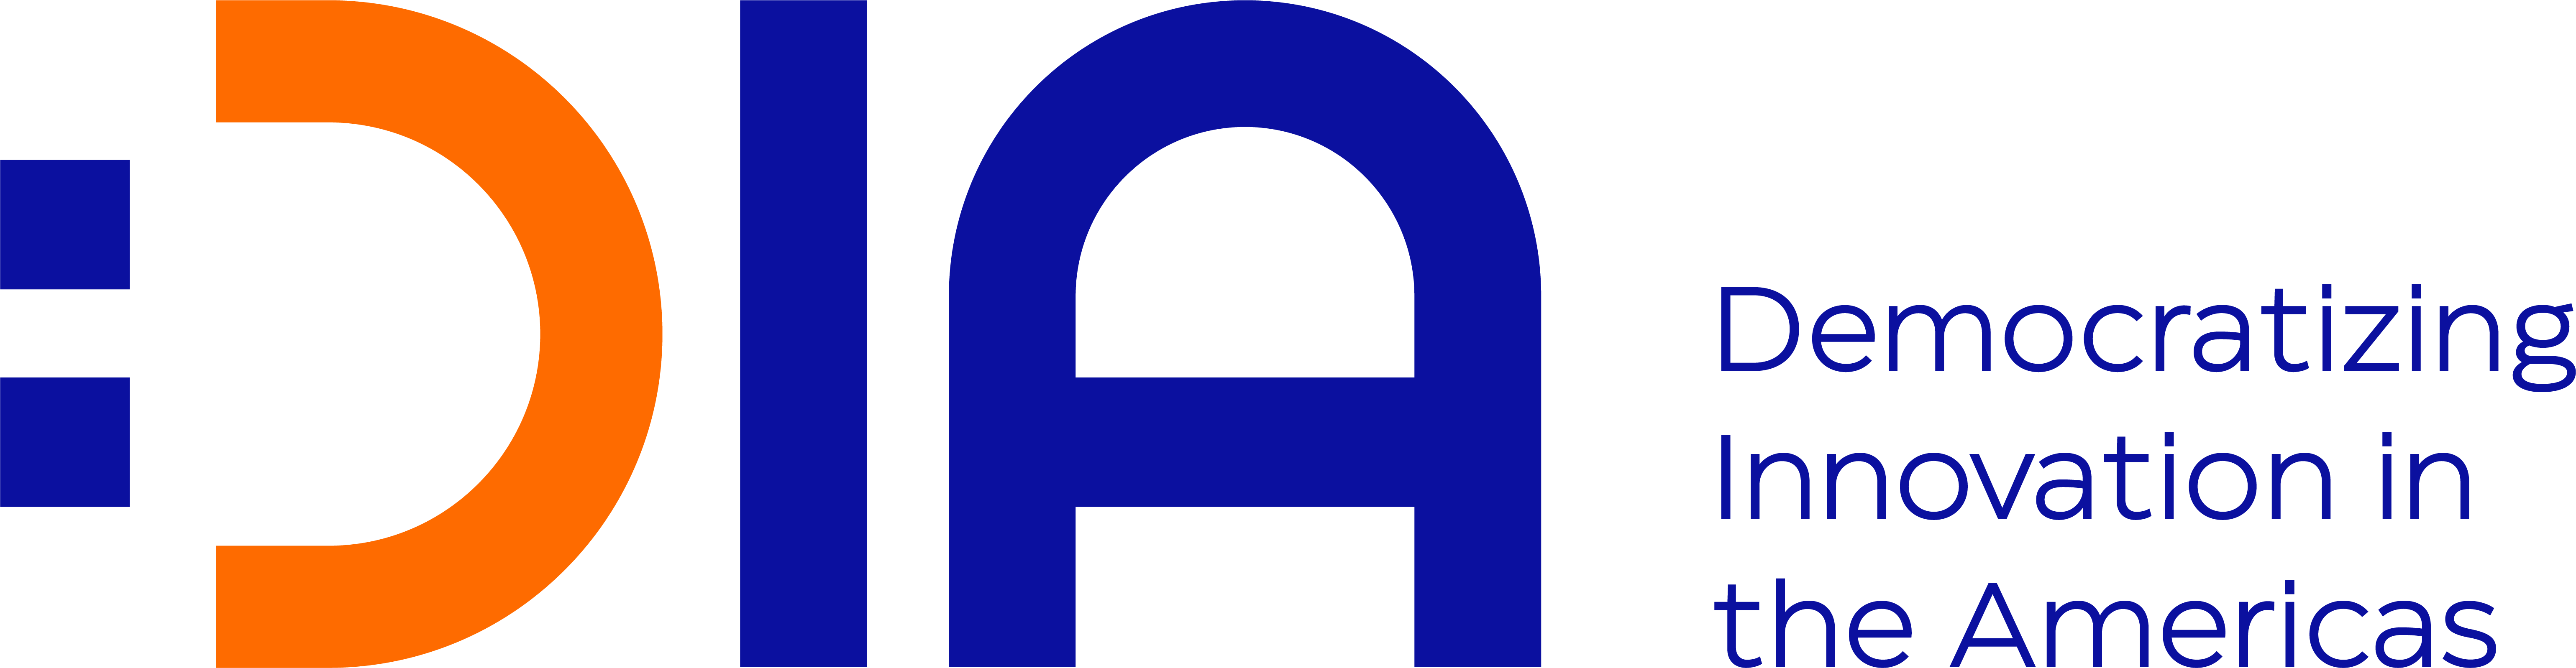 :DIA
Democratizing
Innovation in
the Americas